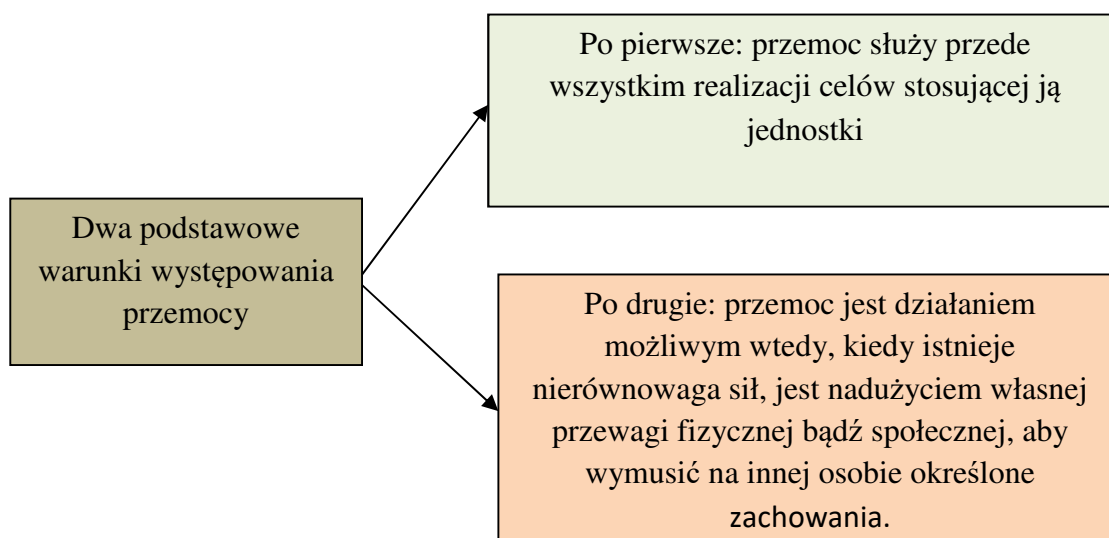 Dwa podstawowe
warunki występowania
przemocy
Po pierwsze: przemoc służy przede
wszystkim realizacji celów stosującej ją
jednostki
Po drugie: przemoc jest działaniem
możliwym wtedy, kiedy istnieje
nierównowaga sił, jest nadużyciem własnej
przewagi fizycznej bądź społecznej, aby
wymusić na innej osobie określone
zachowania.